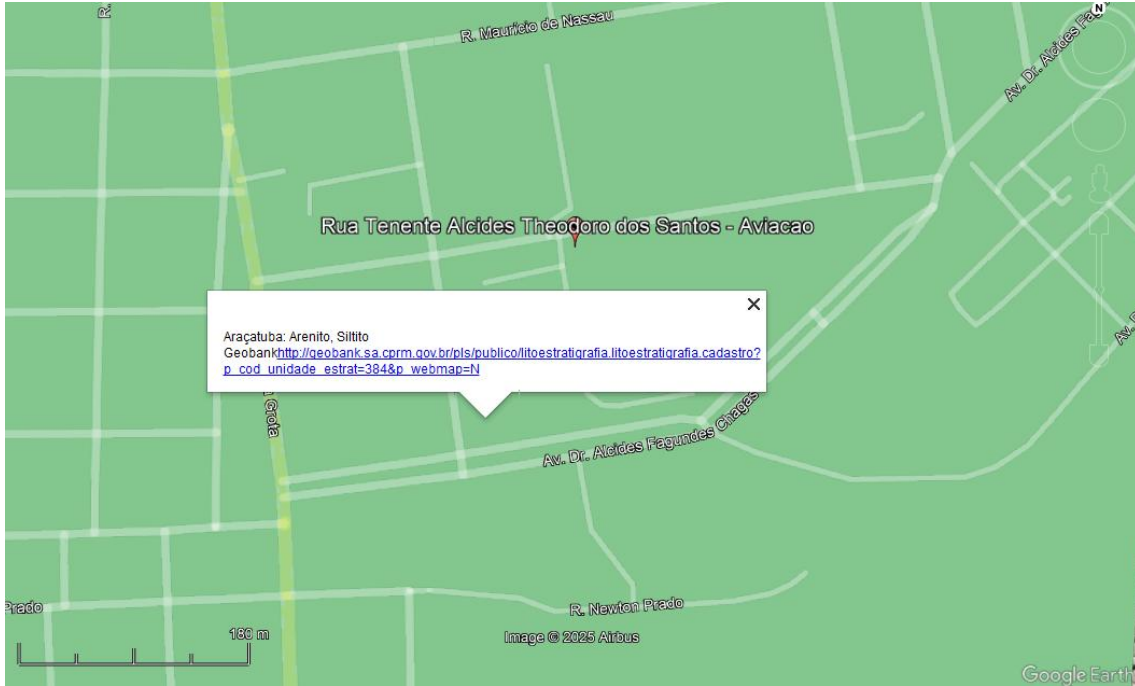 R.
R. Maurício de Nassau
N
Av. Dr. Alcides
Rua Tenente Alcides Theodoro dos Santos - Aviacao
Araçatuba: Arenito, Siltito
Geobankhttp://geobank.sa.cprm.gov.br/pls/publico/litoestratigrafia.litoestratigrafia.cadastro?
p_cod_unidade_estrat=384&p_webmap=N
Grota
Av. Dr. Alcides Fagundes Chagas
Av.
Prado
R. Newton Prado
180 m
Image © 2025 Airbus
Google Earth